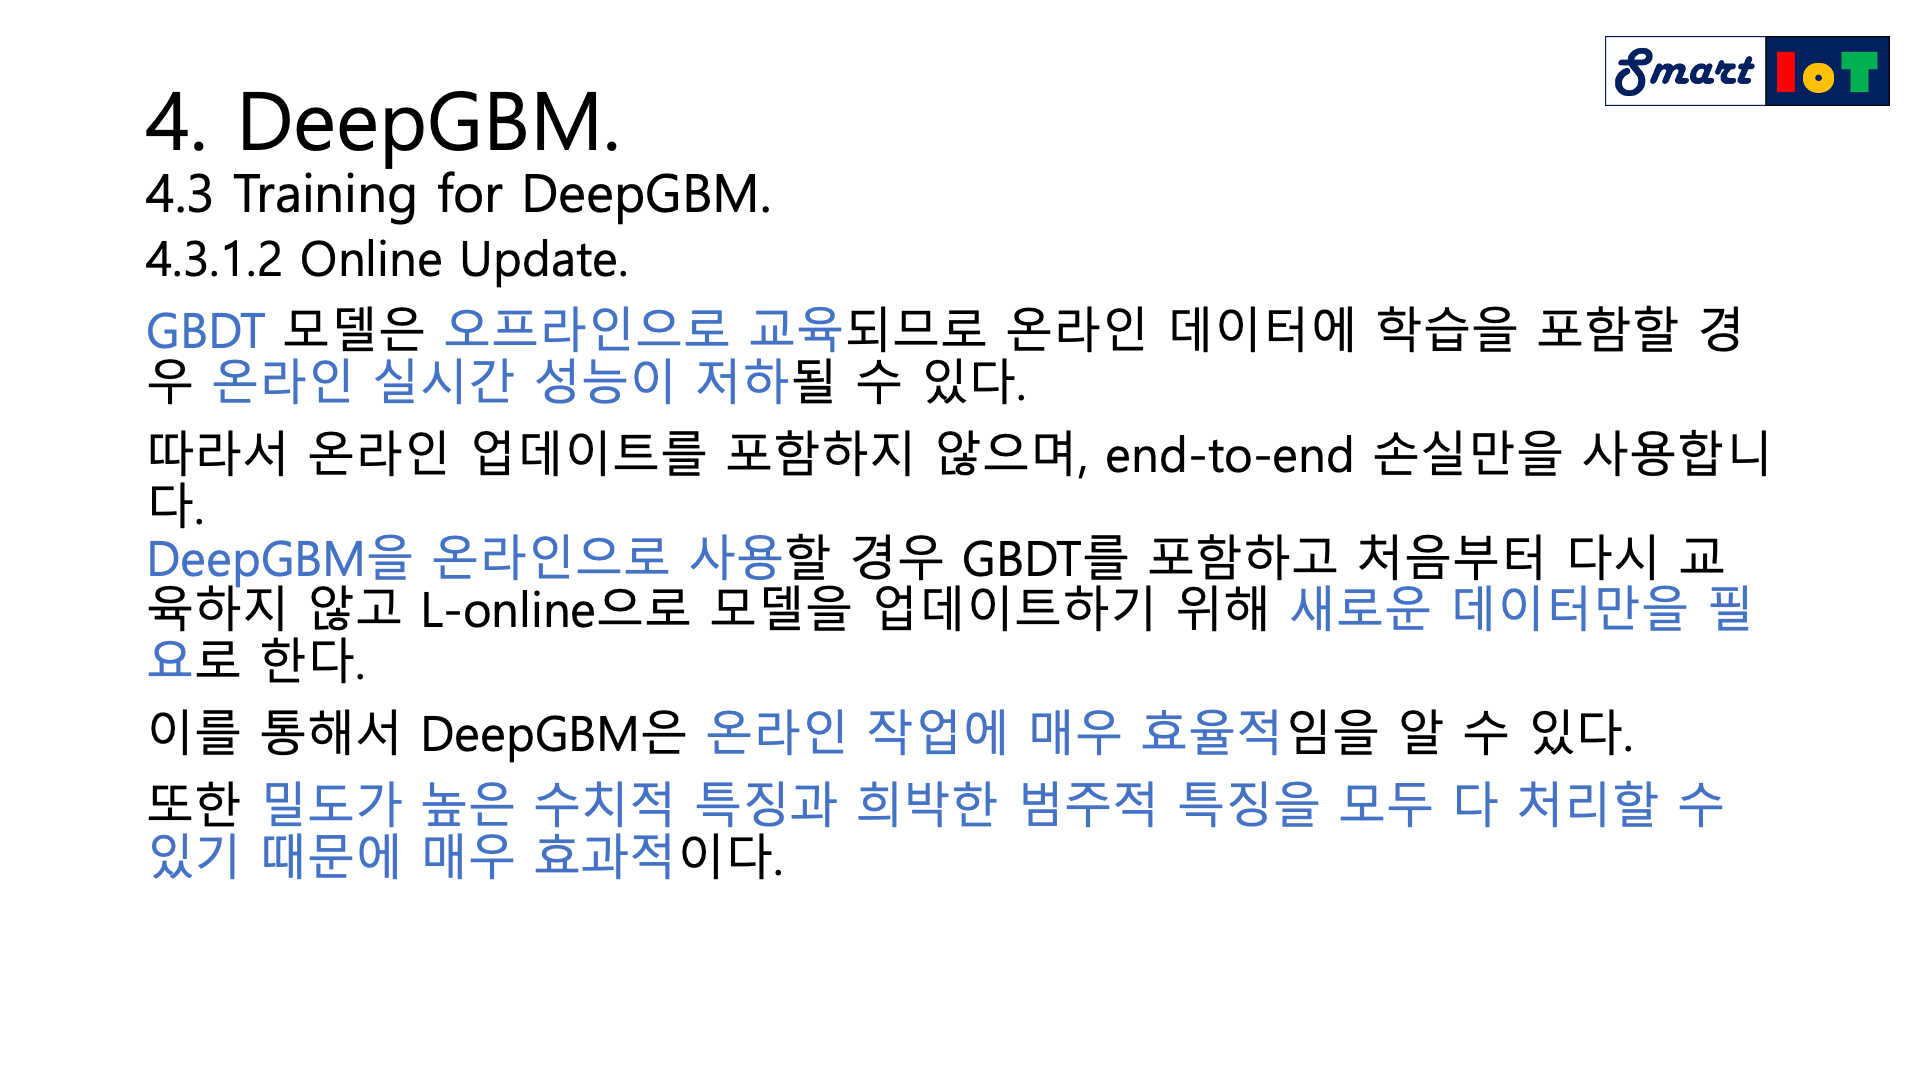 Smart IoT
4. DeepGBM.
4.3 Training for DeepGBM.
4.3.1.2 Online Update.
GBDT 모델은 오프라인으로 교육되므로 온라인 데이터에 학습을 포함할 경
우 온라인 실시간 성능이 저하될 수 있다.
따라서 온라인 업데이트를 포함하지 않으며, end-to-end 손실만을 사용합니
다.
DeepGBM을 온라인으로 사용할 경우 GBDT를 포함하고 처음부터 다시 교
육하지 않고 L-online으로 모델을 업데이트하기 위해 새로운 데이터만을 필
요로 한다.
이를 통해서 DeepGBM은 온라인 작업에 매우 효율적임을 알 수 있다.
또한 밀도가 높은 수치적 특징과 희박한 범주적 특징을 모두 다 처리할 수
있기 때문에 매우 효과적이다.